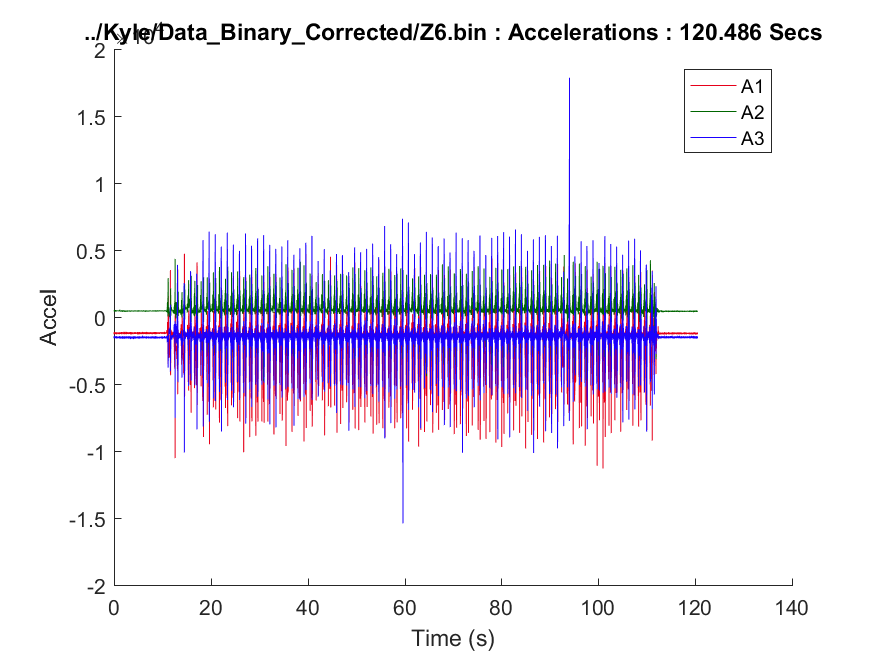 ../Kyle/Data_Binary_Corrected/Z6.bin : Accelerations : 120.486 Secs
2
A1
A2
A3
1.5
1
0.5
0
-0.5
-1
-1.5
-2
Accel
0 20 40 60 80 100 120 140
Time (s)